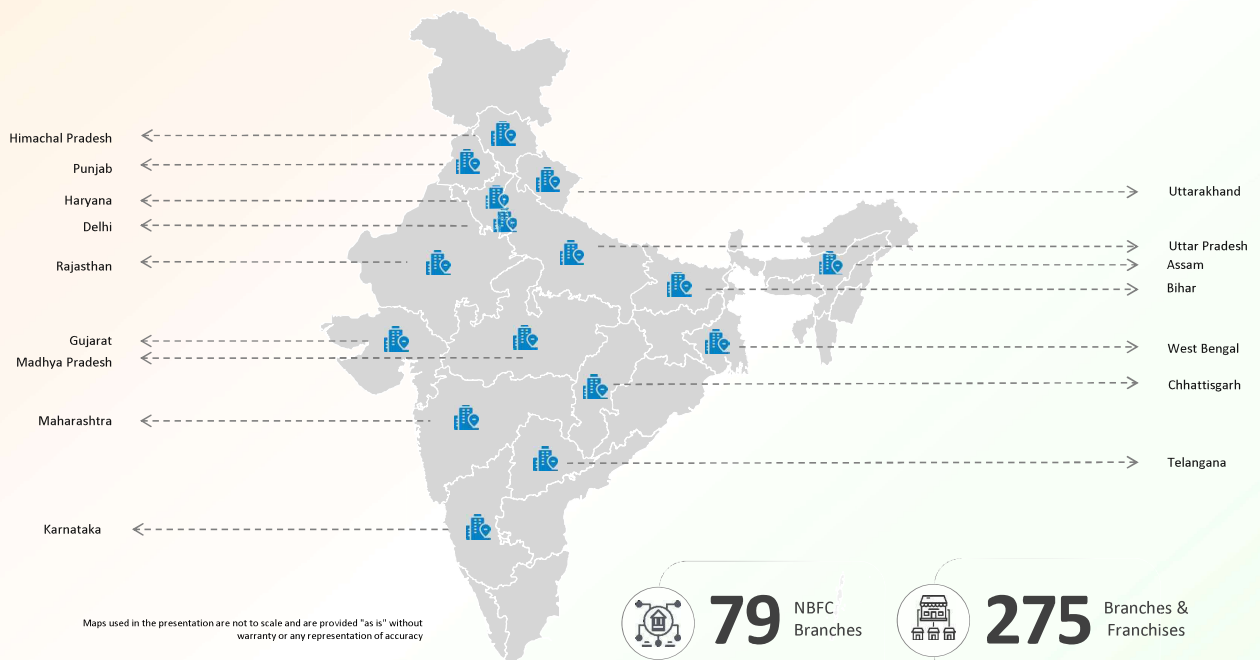 Himachal Pradesh
Punjab
Haryana
Delhi
Rajasthan
Gujarat
Madhya Pradesh
Maharashtra
Karnataka
Uttarakhand
Uttar Pradesh
Assam
Bihar
West Bengal
Chhattisgarh
Telangana
Maps used in the presentation are not to scale and are provided "as is" without
warranty or any representation of accuracy
79 NBFC
Branches
275 Branches &
Franchises